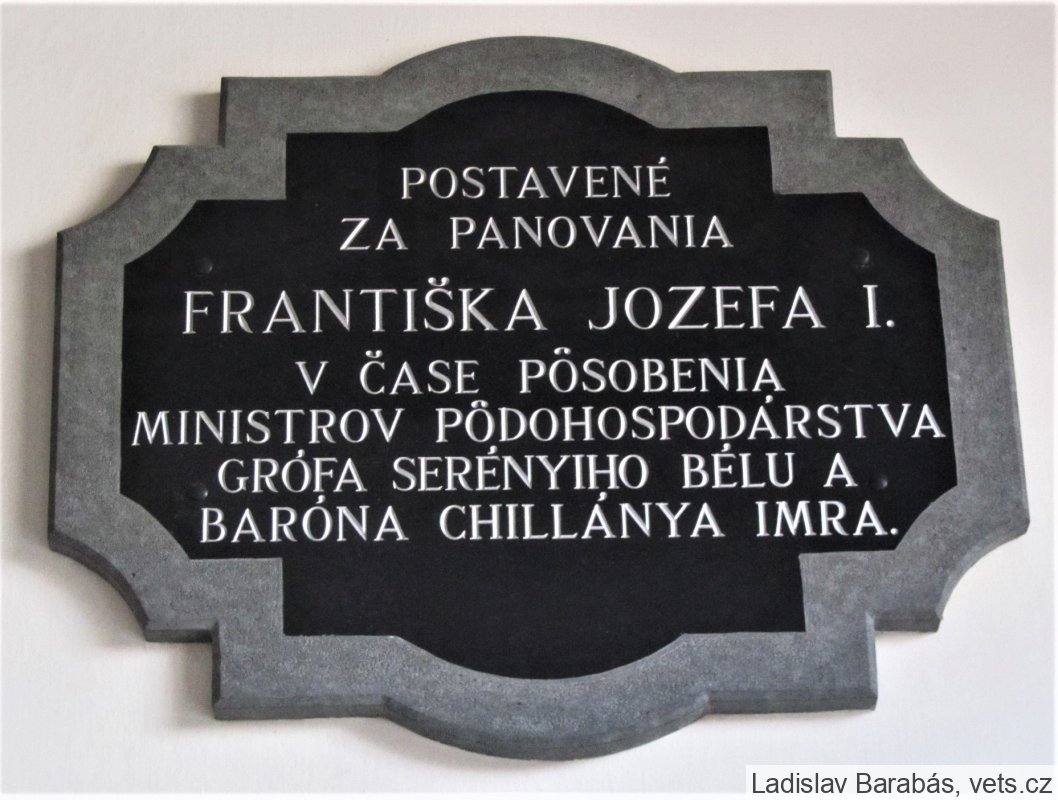 POSTAVENÉ
ZA PANOVANIA
FRANTIŠKA JOZEFA I.
V ČASE PÔSOBENIA
MINISTROV PÔDOHOSPODÁRSTVA
GRÓFA SERÉNYIHO BÉLU A
BARÓNA CHILLÁNYA IMRA.
Ladislav Barabás, vets.cz